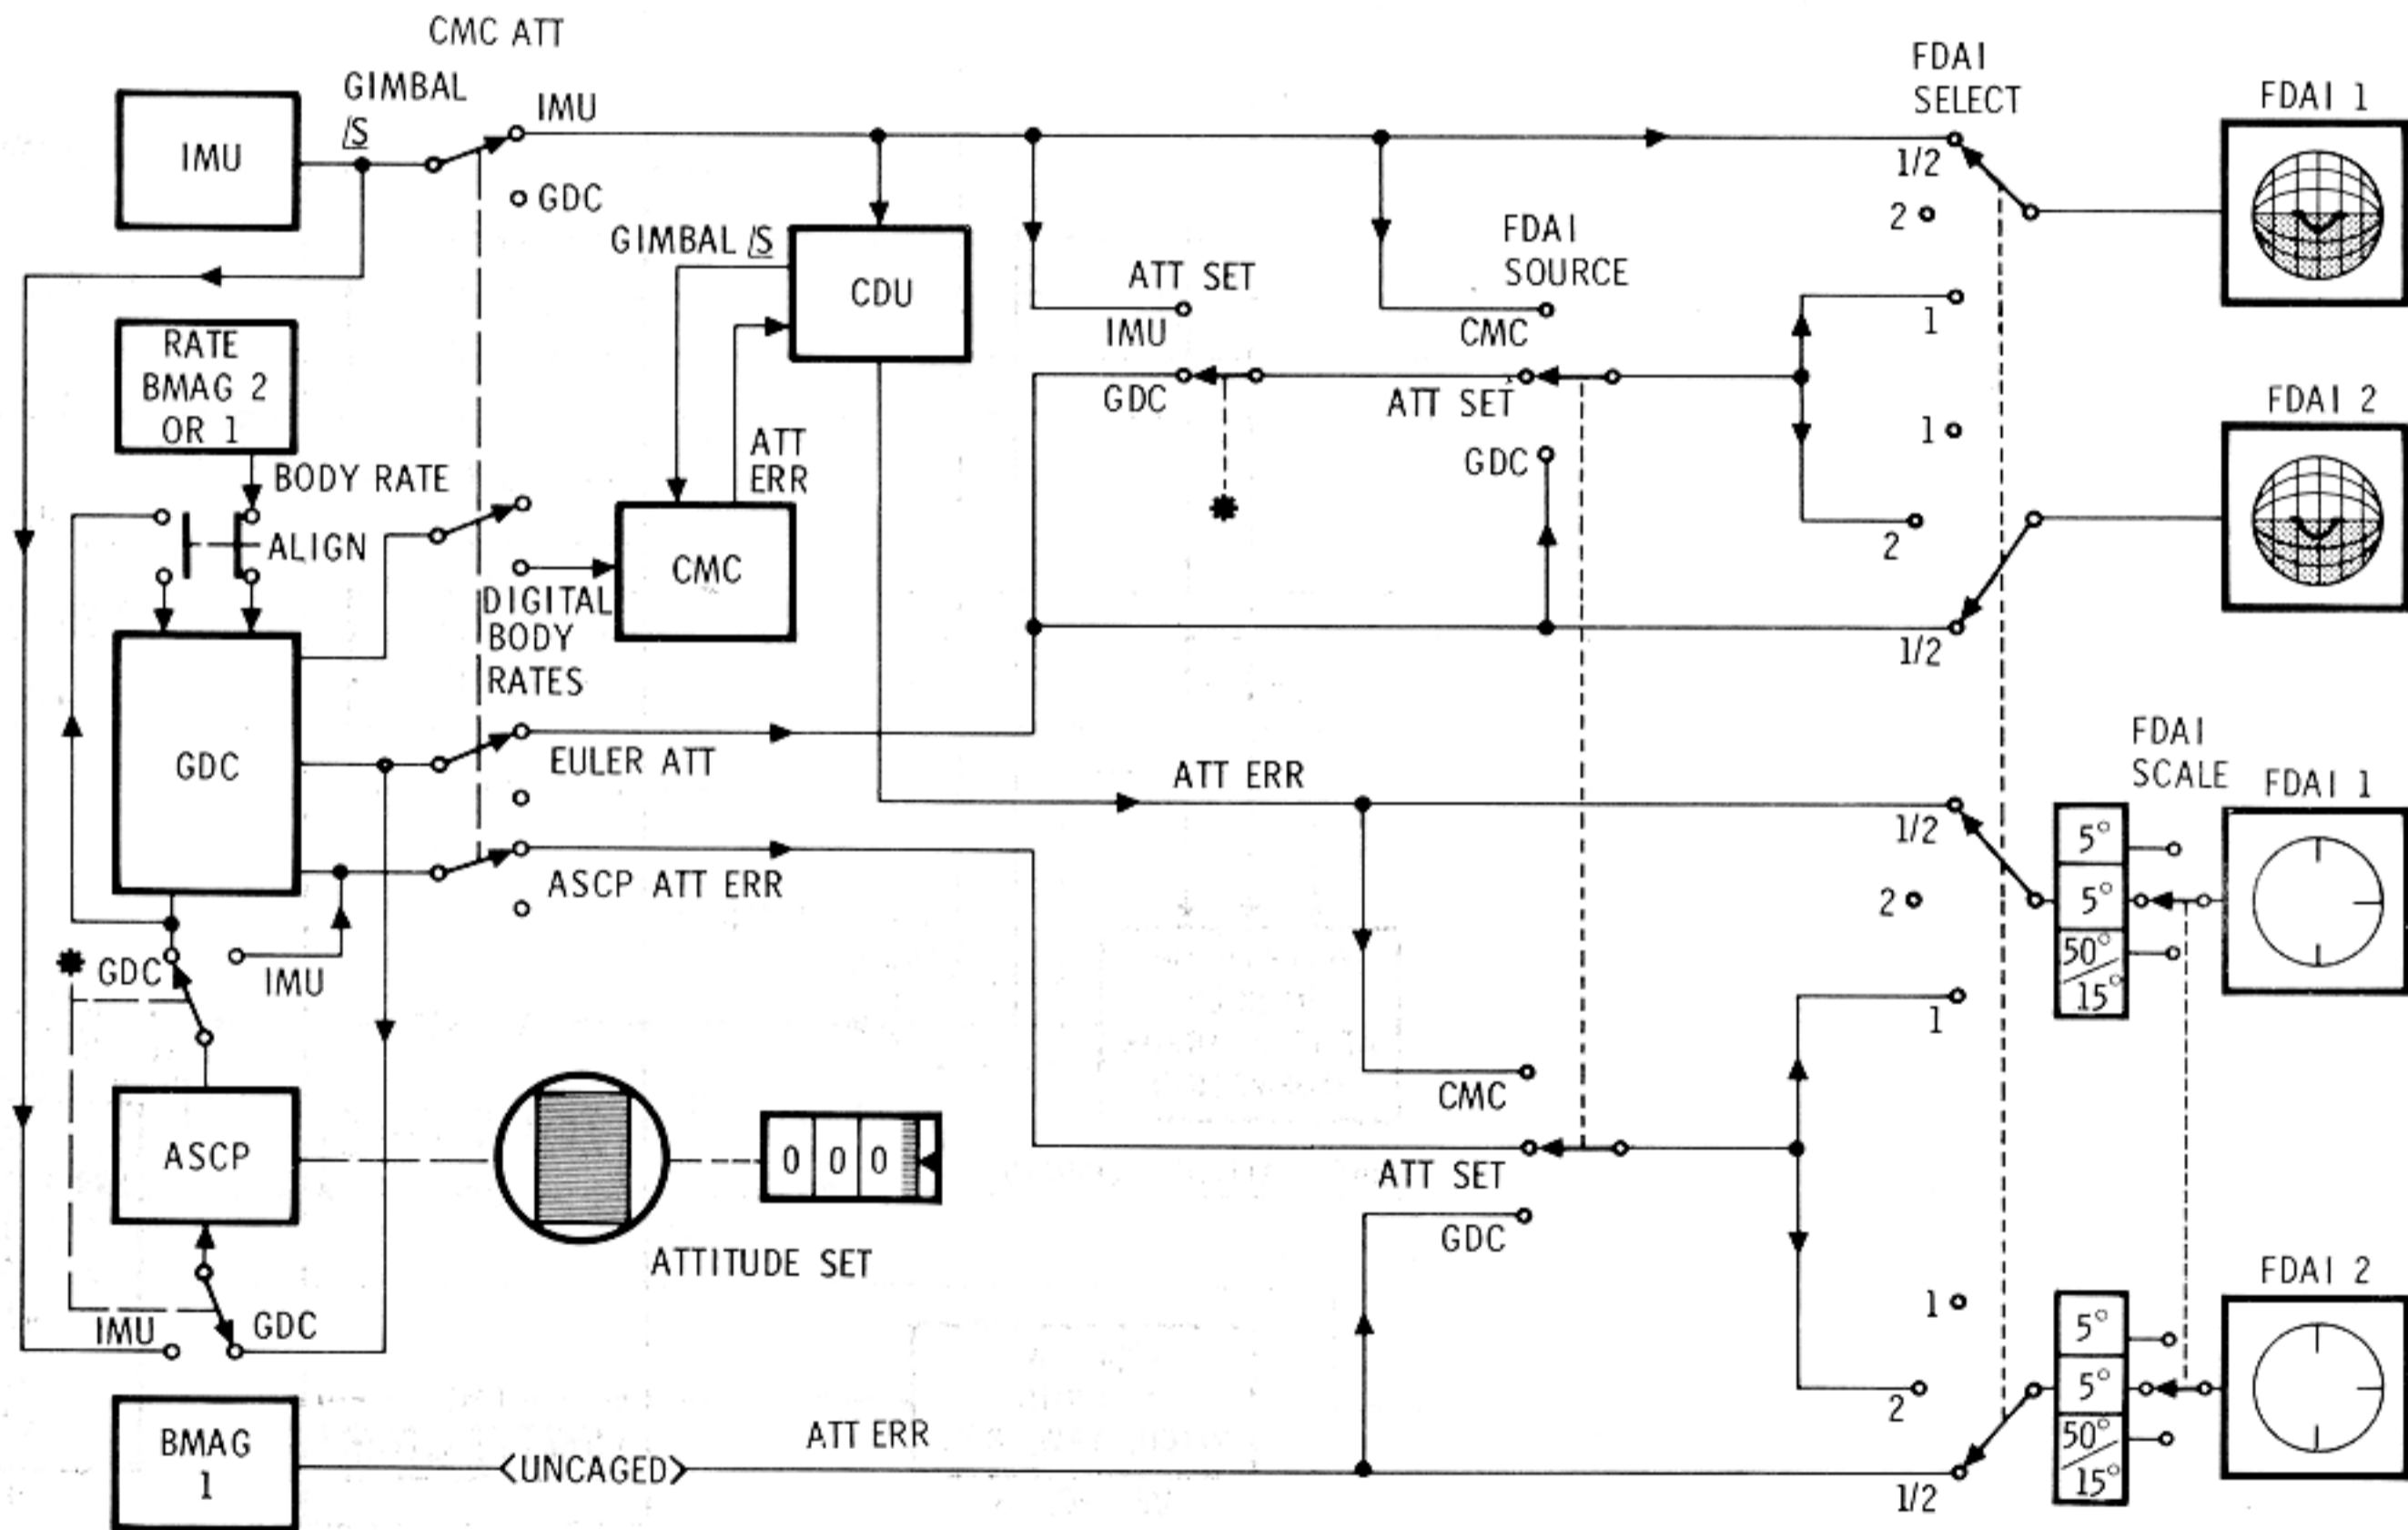 CMC ATT
GIMBAL
/S
IMU
IMU
GDC
GIMBAL /S
CDU
ATT SET
IMU
GDC
FDAI
SOURCE
CMC
ATT SET
GDC
FDAI
SELECT
1/2
2
1
1
2
1/2
FDAI 1
FDAI 2
RATE
BMAG 2
OR 1
BODY RATE
ALIGN
ATT
ERR
CMC
DIGITAL
BODY
RATES
GDC
EULER ATT
ASCP ATT ERR
ATT ERR
1/2
2
1
FDAI
SCALE
5°
5°
50°
/15°
FDAI 1
✱ GDC
IMU
ASCP
0 0 0
ATTITUDE SET
IMU
GDC
CMC
ATT SET
GDC
1
2
1/2
5°
5°
50°
/15°
FDAI 2
BMAG
1
<UNCAGED>
ATT ERR